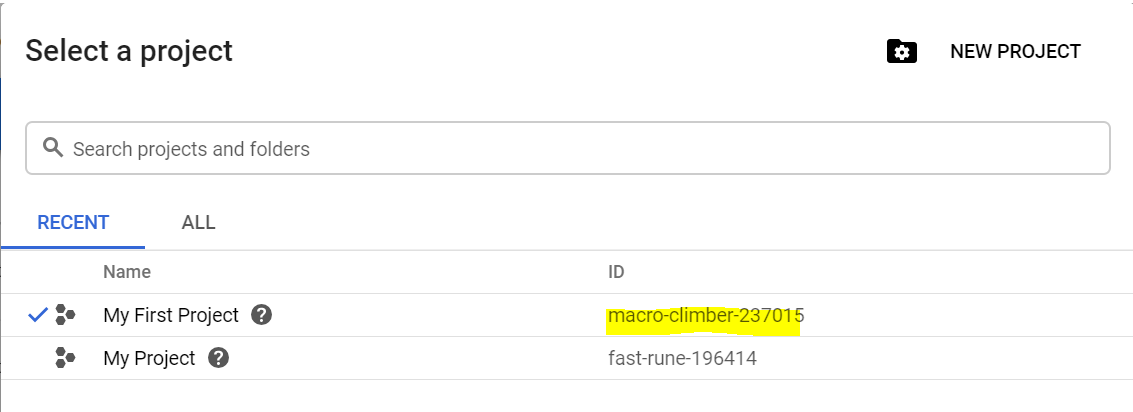 Select a project
NEW PROJECT
Search projects and folders
RECENT ALL
Name ID
My First Project ? macro-climber-237015
My Project ? fast-rune-196414